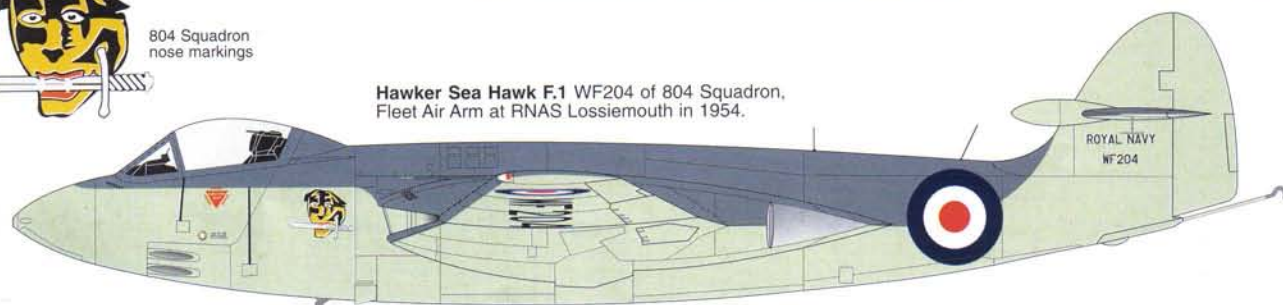 804 Squadron
nose markings
Hawker Sea Hawk F.1 WF204 of 804 Squadron,
Fleet Air Arm at RNAS Lossiemouth in 1954.
ROYAL NAVY
WF204